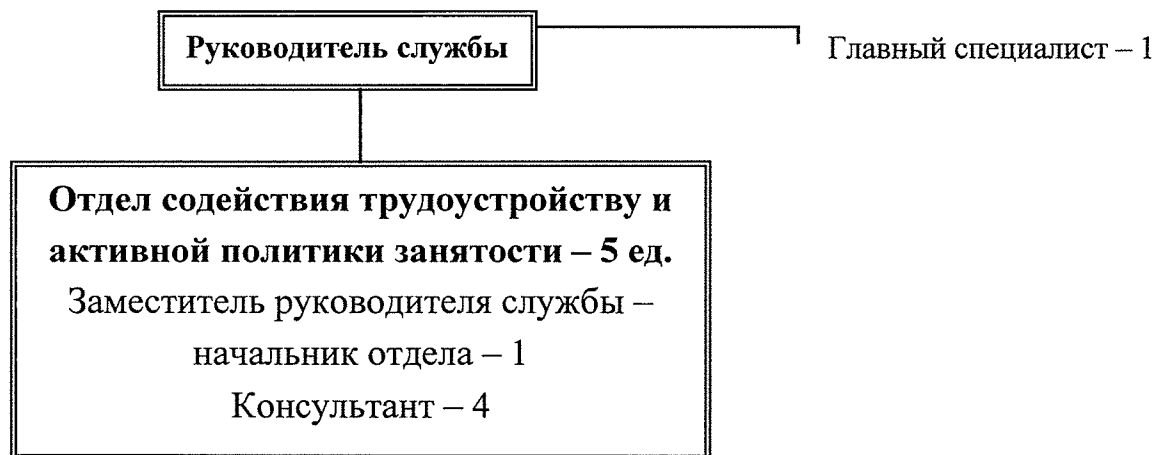 Руководитель службы
Главный специалист – 1
Отдел содействия трудоустройству и
активной политики занятости – 5 ед.
Заместитель руководителя службы –
начальник отдела – 1
Консультант – 4